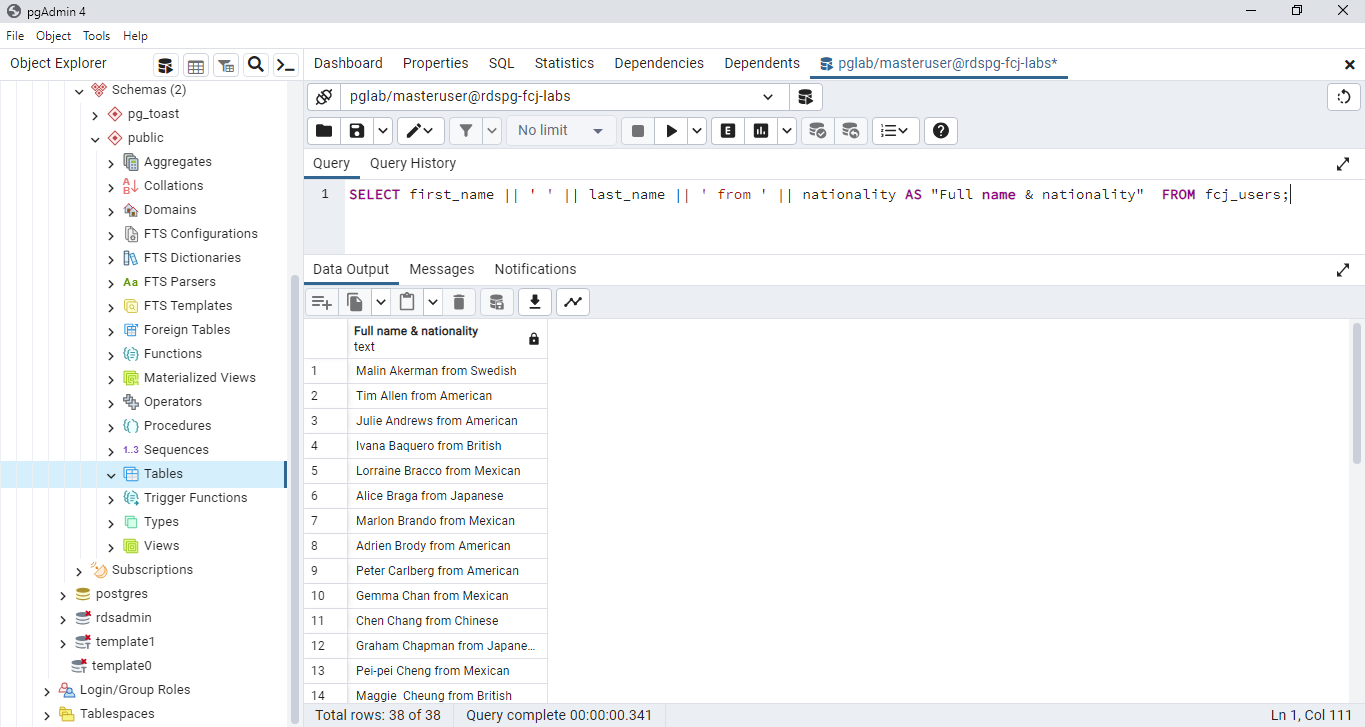 pgAdmin 4
File Object Tools Help
Object Explorer
Dashboard Properties SQL Statistics Dependencies Dependents pglab/masteruser@rdspg-fcj-labs*
Schemas (2)
pg_toast
public
Aggregates
Collations
Domains
FTS Configurations
FTS Dictionaries
Aa FTS Parsers
FTS Templates
Foreign Tables
Functions
Materialized Views
Operators
Procedures
1..3 Sequences
Tables
Trigger Functions
Types
Views
Subscriptions
postgres
rdsadmin
template1
template0
Login/Group Roles
Tablespaces
pglab/masteruser@rdspg-fcj-labs
No limit E
Query Query History
1 SELECT first_name || ' ' || last_name || ' from ' || nationality AS "Full name & nationality" FROM fcj_users;
Data Output Messages Notifications
Full name & nationality
text
1 Malin Akerman from Swedish
2 Tim Allen from American
3 Julie Andrews from American
4 Ivana Baquero from British
5 Lorraine Bracco from Mexican
6 Alice Braga from Japanese
7 Marlon Brando from Mexican
8 Adrien Brody from American
9 Peter Carlberg from American
10 Gemma Chan from Mexican
11 Chen Chang from Chinese
12 Graham Chapman from Japane...
13 Pei-pei Cheng from Mexican
14 Maggie Cheung from British
Total rows: 38 of 38 Query complete 00:00:00.341 Ln 1, Col 111